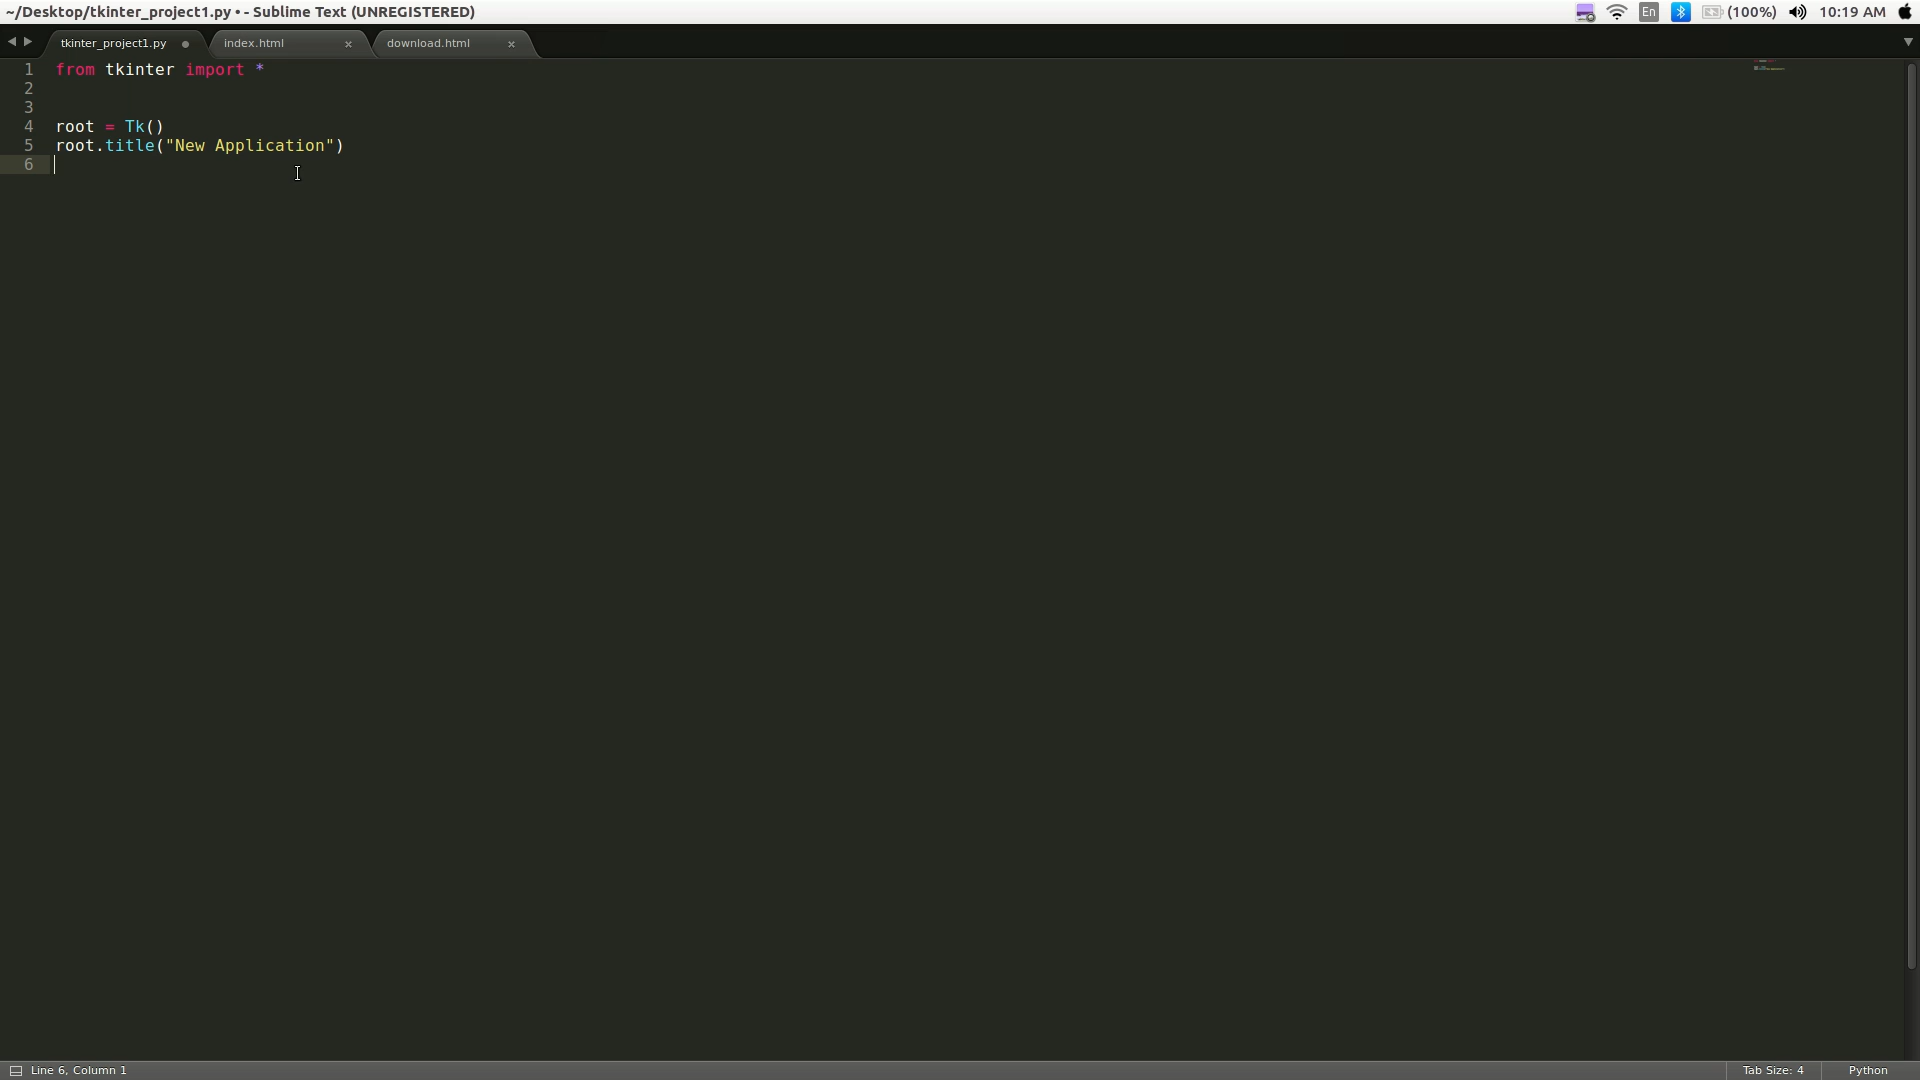 ~/Desktop/tkinter_project1.py • - Sublime Text (UNREGISTERED)
En (100%) 10:19 AM
tkinter_project1.py index.html download.html
1 from tkinter import *
2
3
4 root = Tk()
5 root.title("New Application")
6
Line 6, Column 1 Tab Size: 4 Python